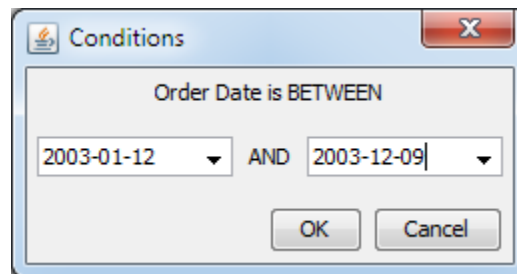 Conditions
Order Date is BETWEEN
2003-01-12 AND 2003-12-09
OK Cancel